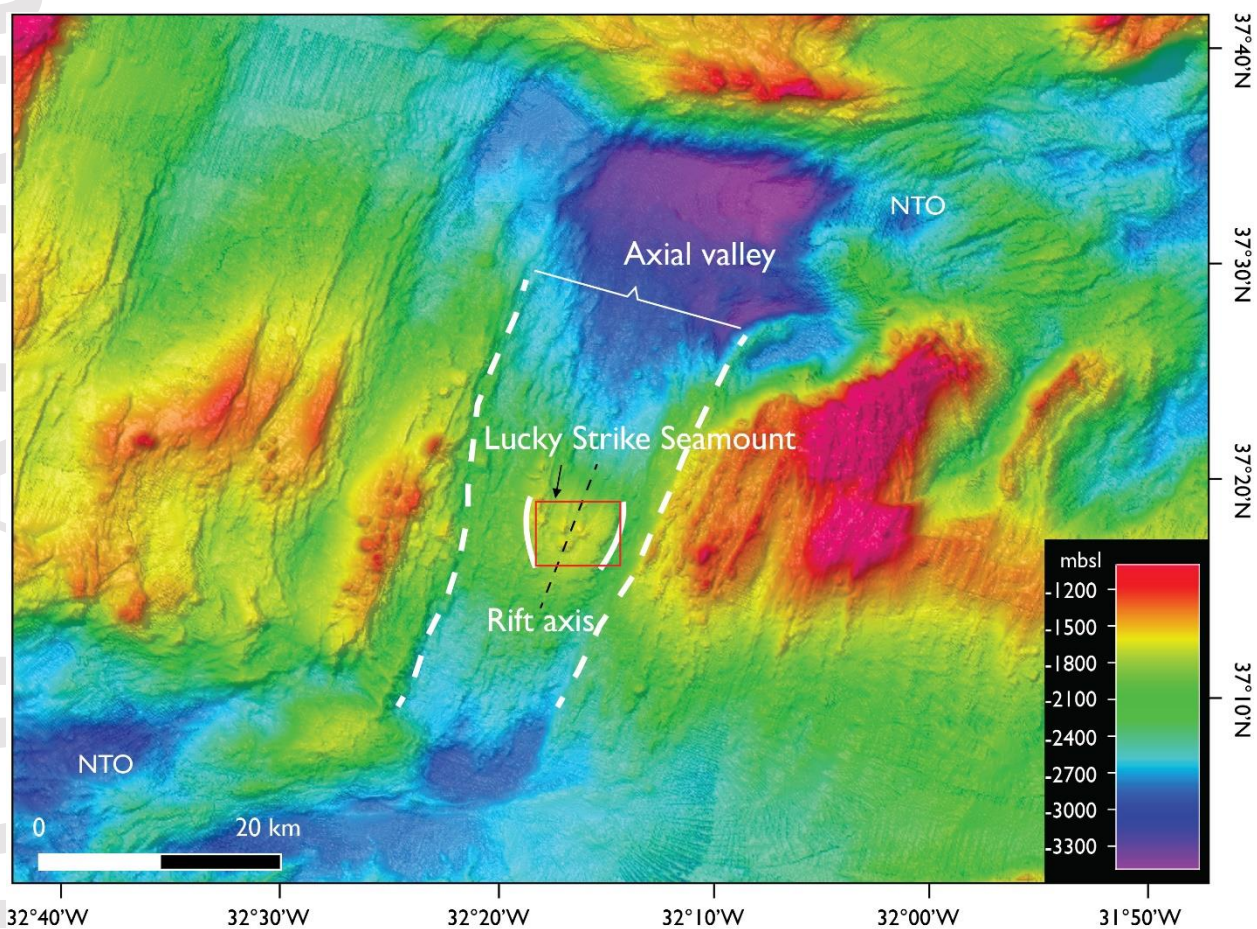 37°40'N
NTO
Axial valley
37°30'N
Lucky Strike Seamount
37°20'N
Rift axis
mbsl
-1200
-1500
-1800
-2100
-2400
-2700
-3000
-3300
37°10'N
NTO
0 20 km
32°40'W 32°30'W 32°20'W 32°10'W 32°00'W 31°50'W